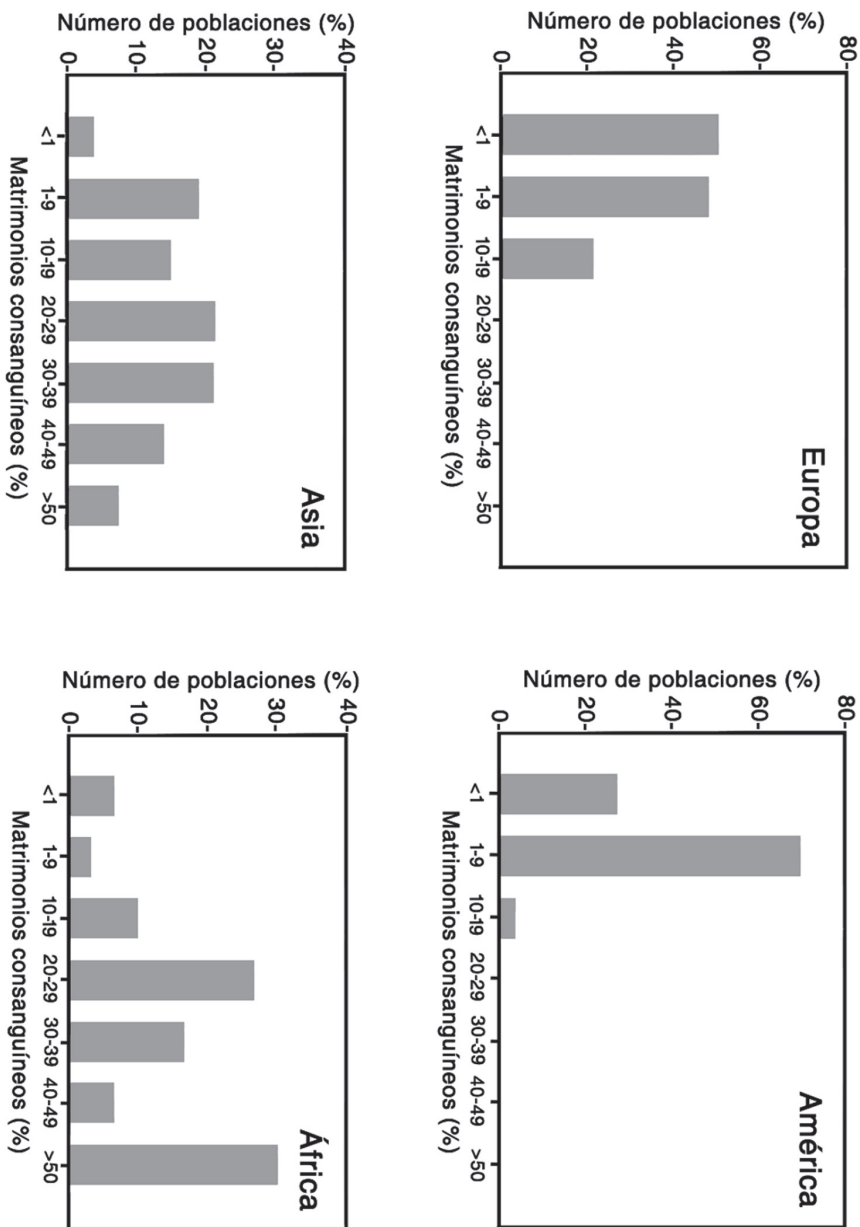 Europa
Número de poblaciones (%)
80
60
40
20
0
<1 1-9 10-19 20-29 30-39 40-49 >50
Matrimonios consanguíneos (%)
América
Número de poblaciones (%)
80
60
40
20
0
<1 1-9 10-19 20-29 30-39 40-49 >50
Matrimonios consanguíneos (%)
Asia
Número de poblaciones (%)
40
30
20
10
0
<1 1-9 10-19 20-29 30-39 40-49 >50
Matrimonios consanguíneos (%)
África
Número de poblaciones (%)
40
30
20
10
0
<1 1-9 10-19 20-29 30-39 40-49 >50
Matrimonios consanguíneos (%)